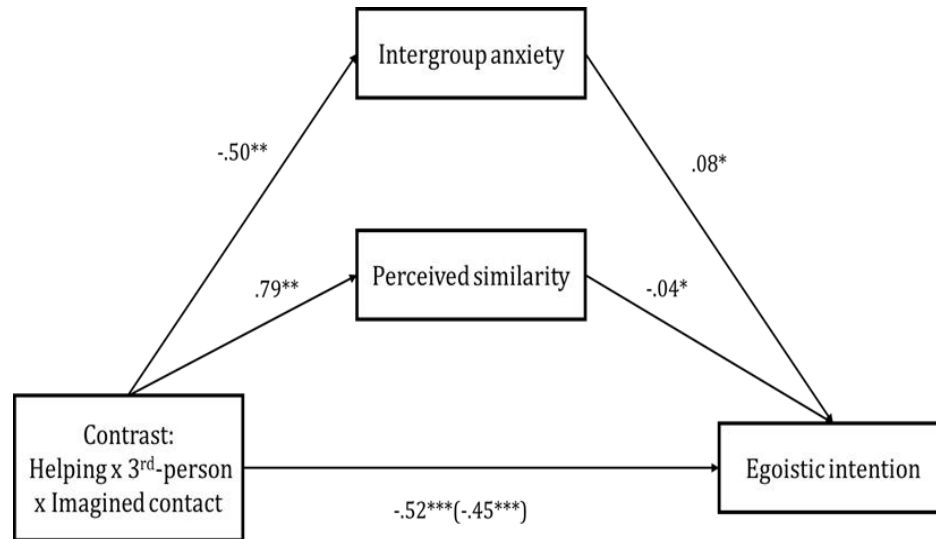 Intergroup anxiety
-.50**
.08*
Perceived similarity
.79**
-.04*
Contrast:
Helping x 3rd-person
x Imagined contact
Egoistic intention
-.52***(-.45***)